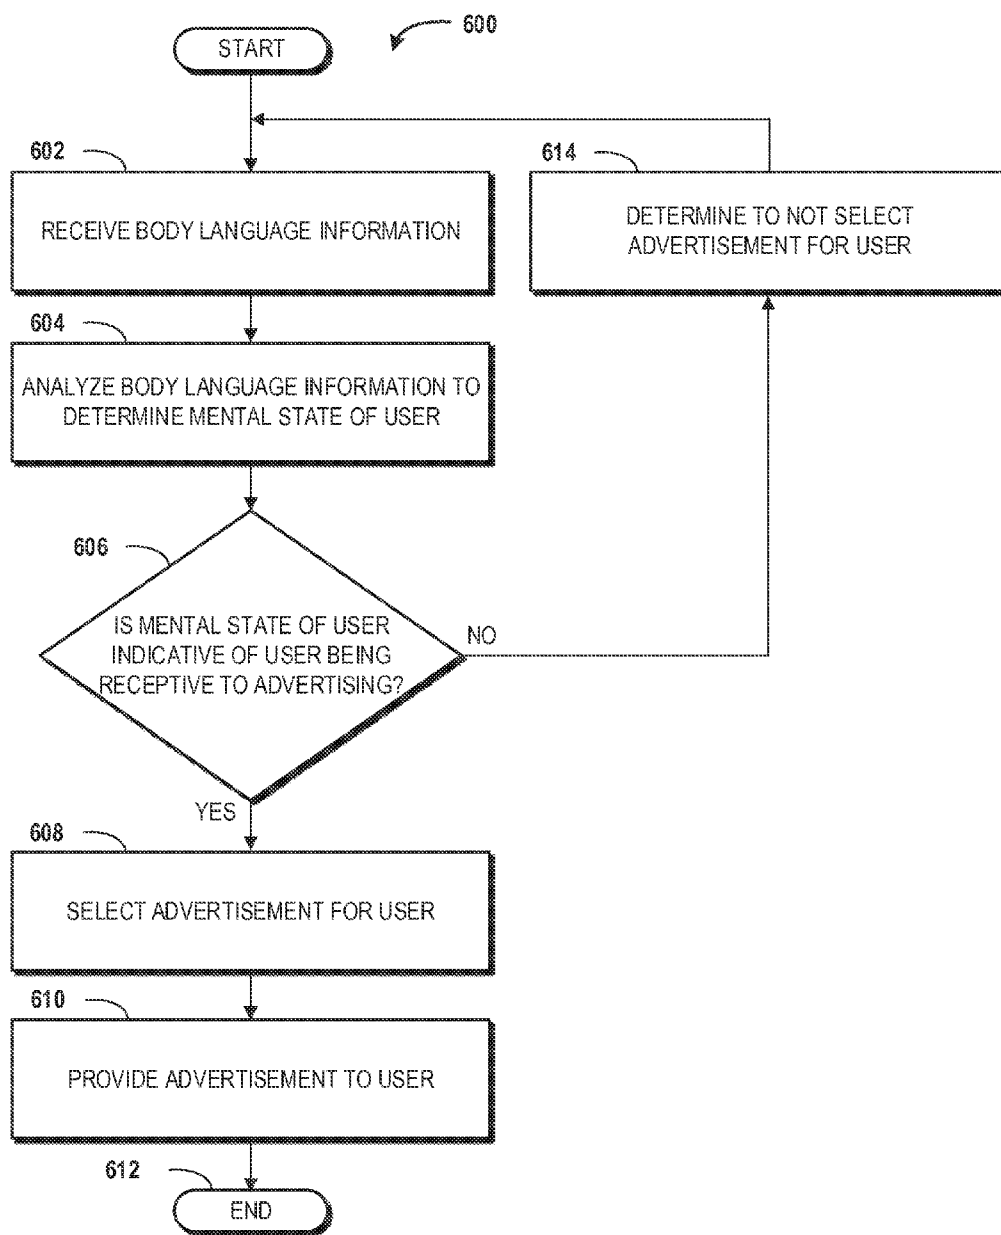 600
START
602
614
RECEIVE BODY LANGUAGE INFORMATION
DETERMINE TO NOT SELECT
ADVERTISEMENT FOR USER
604
ANALYZE BODY LANGUAGE INFORMATION TO
DETERMINE MENTAL STATE OF USER
606
IS MENTAL STATE OF USER
INDICATIVE OF USER BEING
RECEPTIVE TO ADVERTISING?
NO
YES
608
SELECT ADVERTISEMENT FOR USER
610
PROVIDE ADVERTISEMENT TO USER
612
END